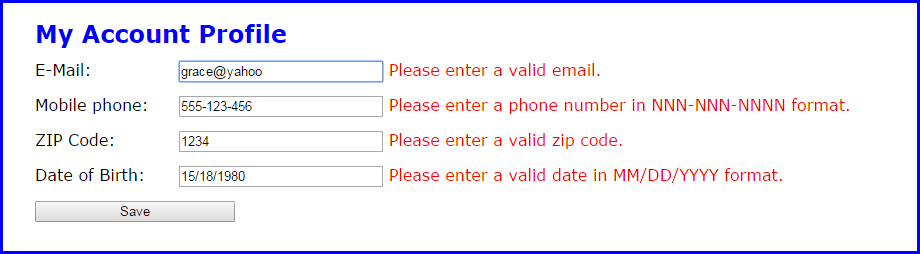 My Account Profile
E-Mail: grace@yahoo Please enter a valid email.
Mobile phone: 555-123-456 Please enter a phone number in NNN-NNN-NNNN format.
ZIP Code: 1234 Please enter a valid zip code.
Date of Birth: 15/18/1980 Please enter a valid date in MM/DD/YYYY format.
Save